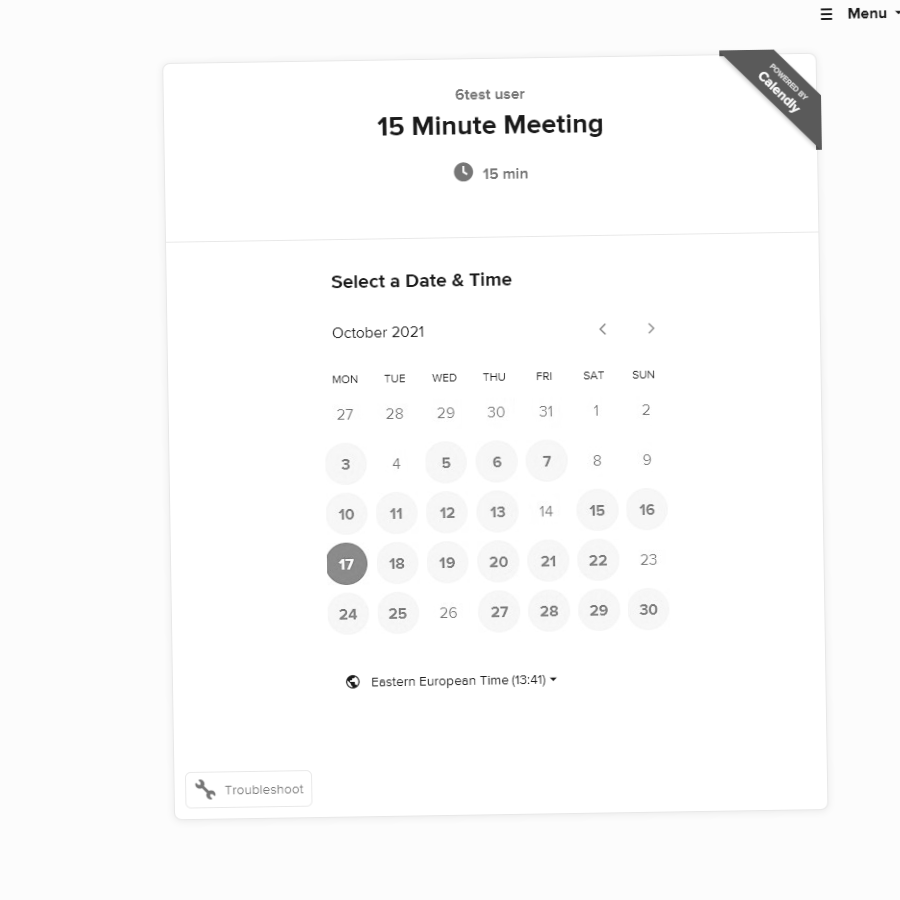 Menu
POWERED BY
Calendly
6test user
15 Minute Meeting
15 min
Select a Date & Time
October 2021
MON TUE WED THU FRI SAT SUN
27 28 29 30 31 1 2
3 4 5 6 7 8 9
10 11 12 13 14 15 16
17 18 19 20 21 22 23
24 25 26 27 28 29 30
Eastern European Time (13:41)
Troubleshoot